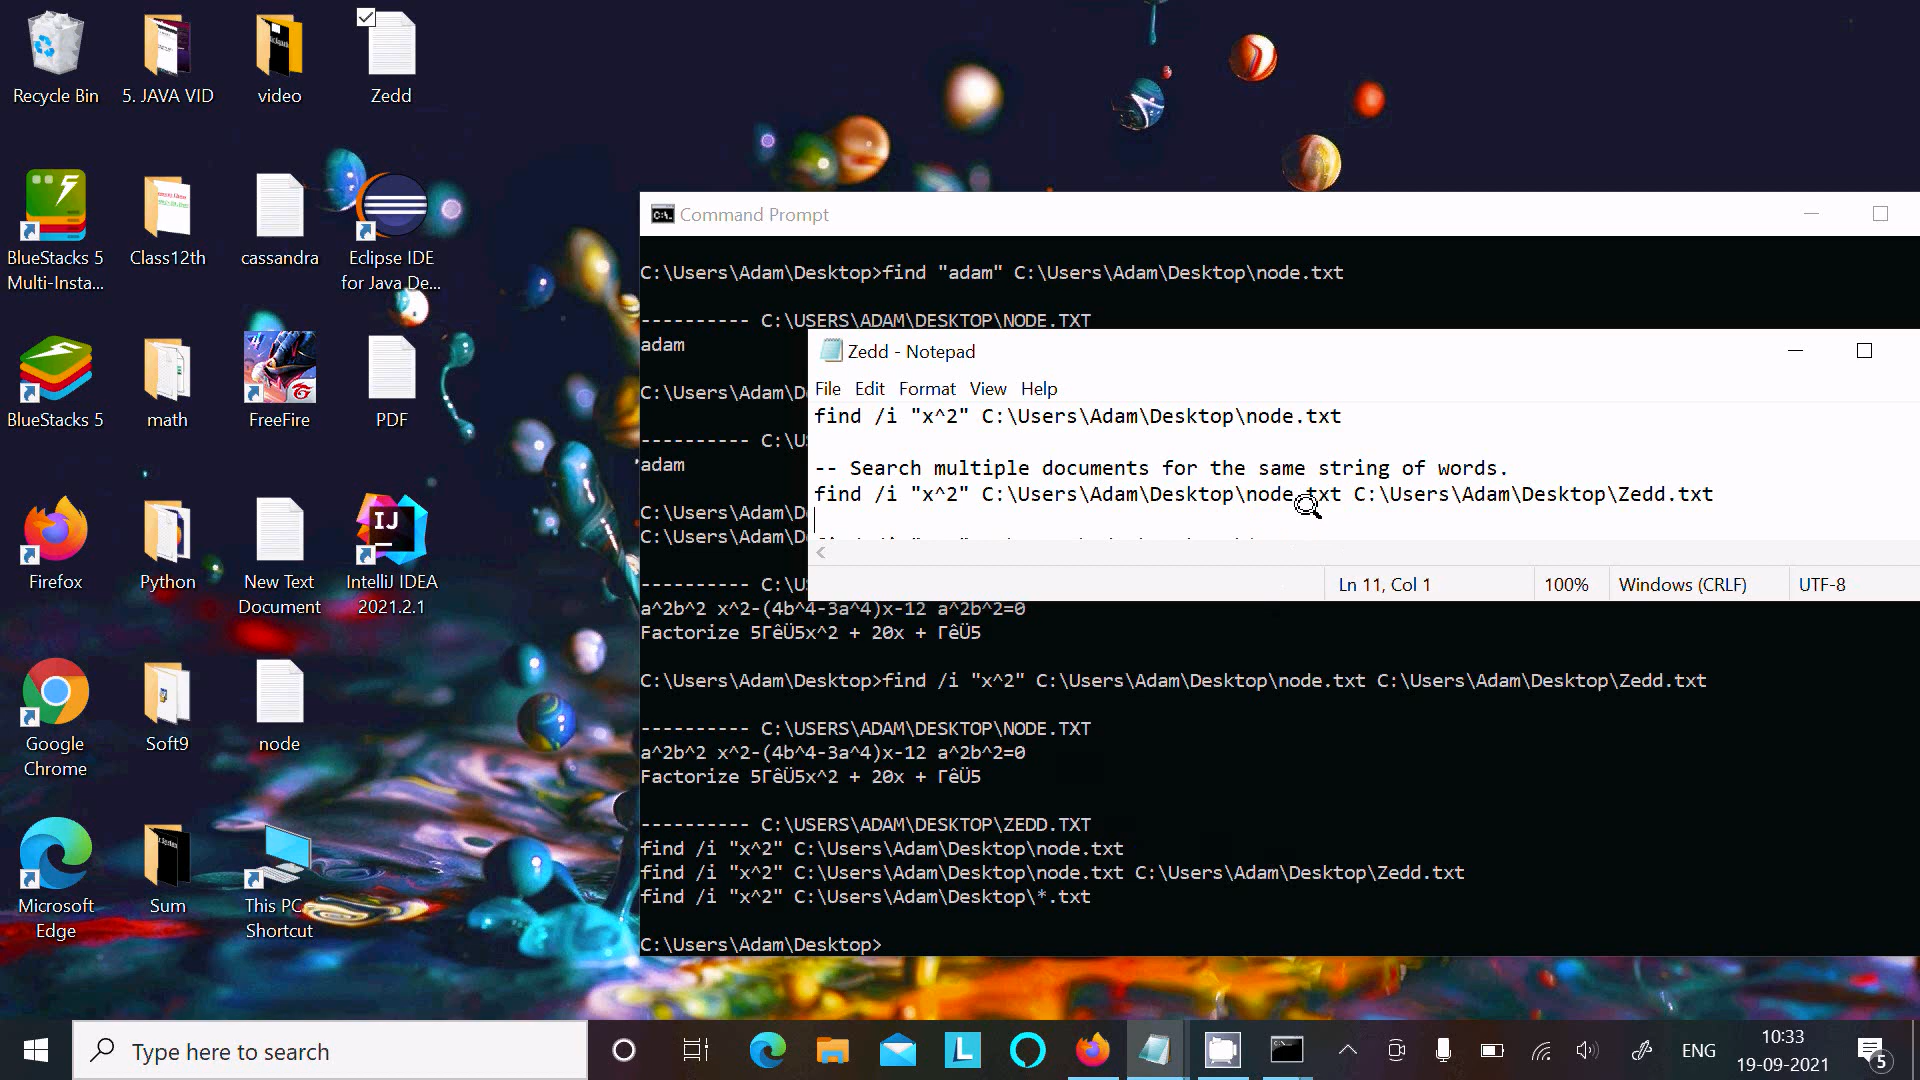 Recycle Bin
5. JAVA VID
video
Zedd
BlueStacks 5
Multi-Insta...
Class12th
cassandra
Eclipse IDE
for Java De...
BlueStacks 5
math
FreeFire
PDF
Firefox
Python
New Text
Document
IJ
IntelliJ IDEA
2021.2.1
Google
Chrome
Soft9
node
Microsoft
Edge
Sum
This PC -
Shortcut
Command Prompt
C:\Users\Adam\Desktop>find "adam" C:\Users\Adam\Desktop\node.txt
---------- C:\USERS\ADAM\DESKTOP\NODE.TXT
adam
C:\Users\Adam\D
---------- C:\U
adam
C:\Users\Adam\D
C:\Users\Adam\D
---------- C:\U
a^2b^2 x^2-(4b^4-3a^4)x-12 a^2b^2=0
Factorize 5ΓêÜ5x^2 + 20x + ΓêÜ5
C:\Users\Adam\Desktop>find /i "x^2" C:\Users\Adam\Desktop\node.txt C:\Users\Adam\Desktop\Zedd.txt
---------- C:\USERS\ADAM\DESKTOP\NODE.TXT
a^2b^2 x^2-(4b^4-3a^4)x-12 a^2b^2=0
Factorize 5ΓêÜ5x^2 + 20x + ΓêÜ5
---------- C:\USERS\ADAM\DESKTOP\ZEDD.TXT
find /i "x^2" C:\Users\Adam\Desktop\node.txt
find /i "x^2" C:\Users\Adam\Desktop\node.txt C:\Users\Adam\Desktop\Zedd.txt
find /i "x^2" C:\Users\Adam\Desktop\*.txt
C:\Users\Adam\Desktop>
Zedd - Notepad
File Edit Format View Help
find /i "x^2" C:\Users\Adam\Desktop\node.txt
-- Search multiple documents for the same string of words.
find /i "x^2" C:\Users\Adam\Desktop\node.txt C:\Users\Adam\Desktop\Zedd.txt
Ln 11, Col 1 100% Windows (CRLF) UTF-8
Type here to search
L
ENG
10:33
19-09-2021
5